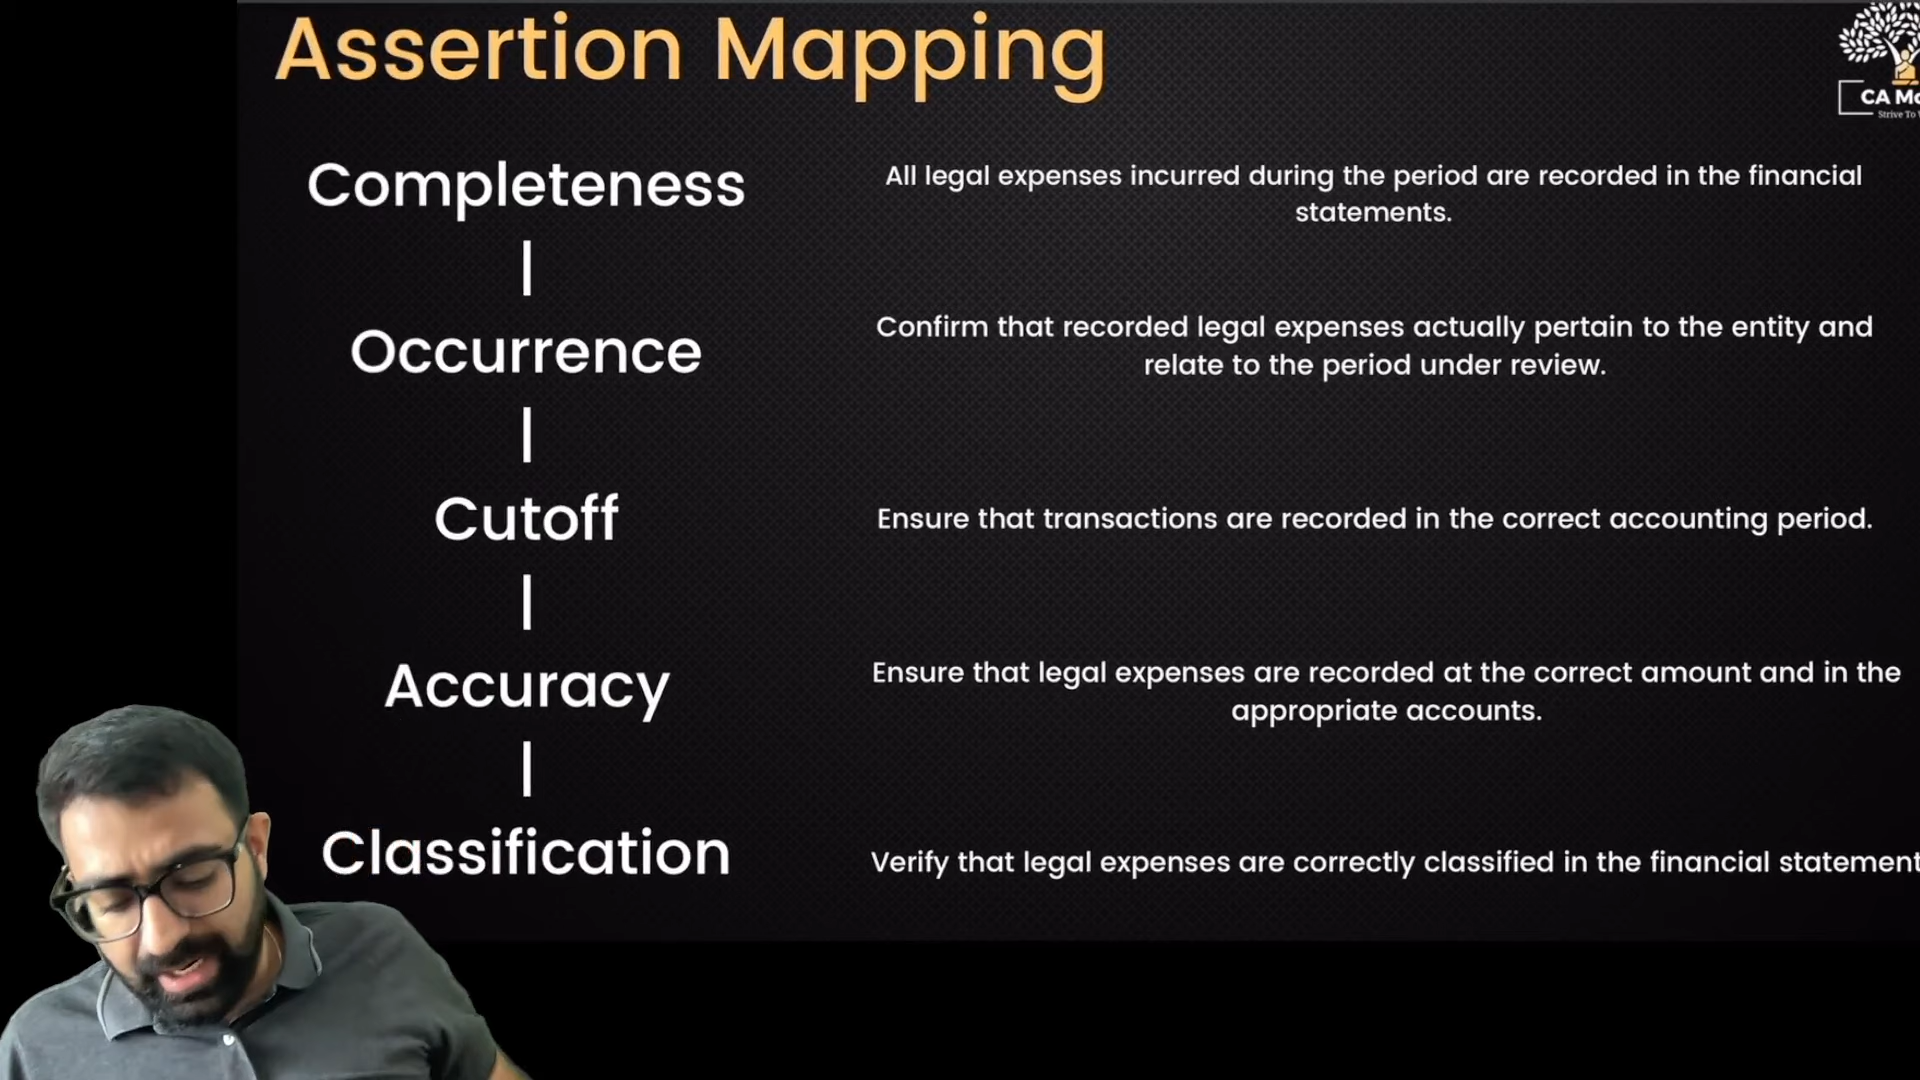 Assertion Mapping
CA
Strive To
Completeness
All legal expenses incurred during the period are recorded in the financial
statements.
|
Occurrence
Confirm that recorded legal expenses actually pertain to the entity and
relate to the period under review.
|
Cutoff
Ensure that transactions are recorded in the correct accounting period.
|
Accuracy
Ensure that legal expenses are recorded at the correct amount and in the
appropriate accounts.
|
Classification
Verify that legal expenses are correctly classified in the financial statement